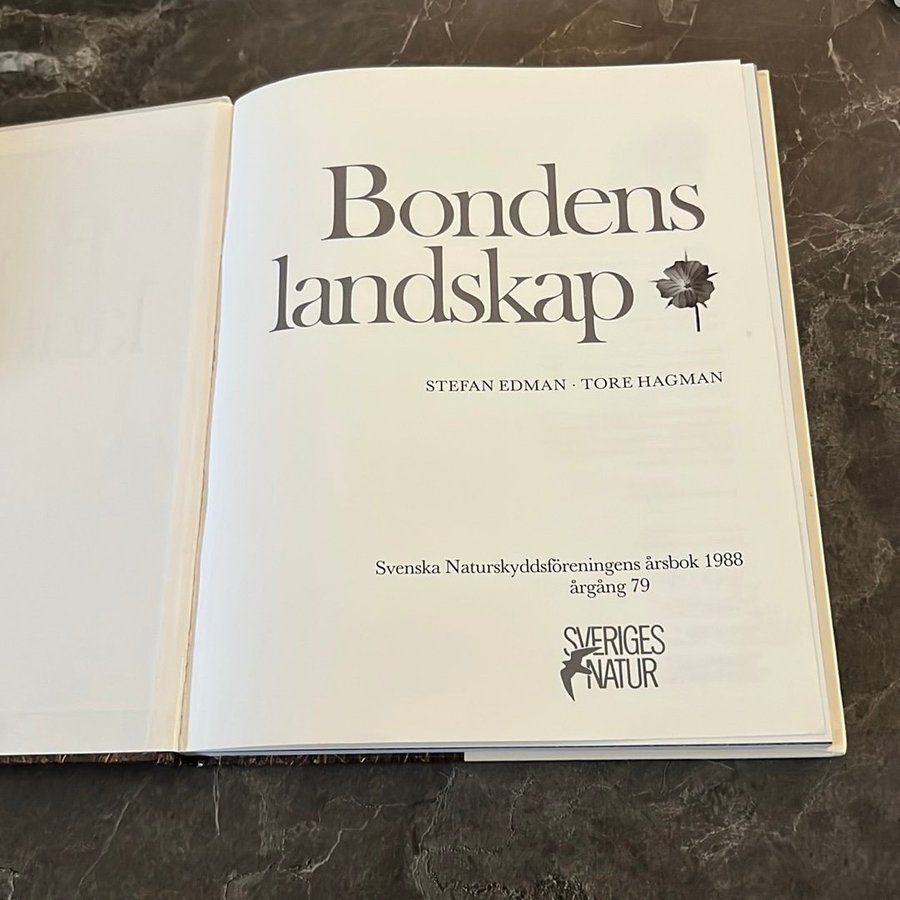 Bondens
landskap
STEFAN EDMAN · TORE HAGMAN
Svenska Naturskyddsföreningens årsbok 1988
årgång 79
SVERIGES
NATUR